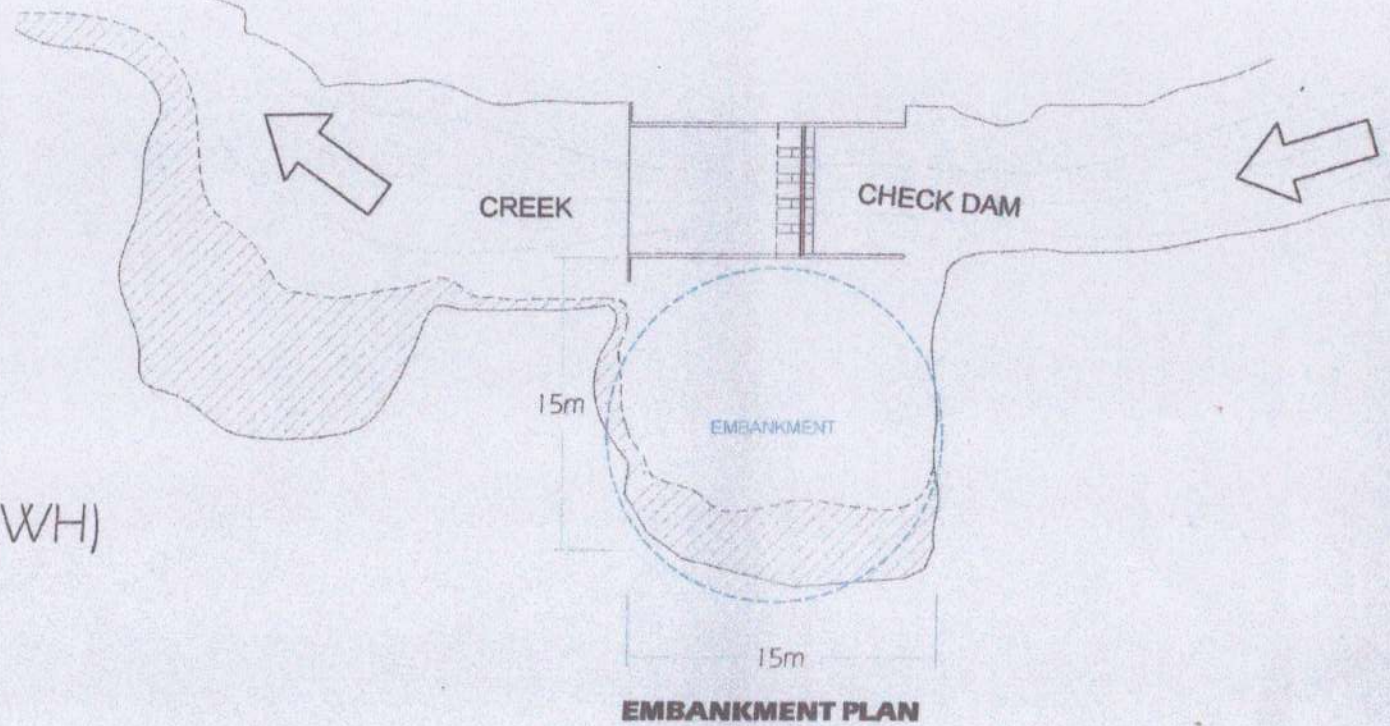 CREEK
CHECK DAM
15m
EMBANKMENT
WH)
15m
EMBANKMENT PLAN